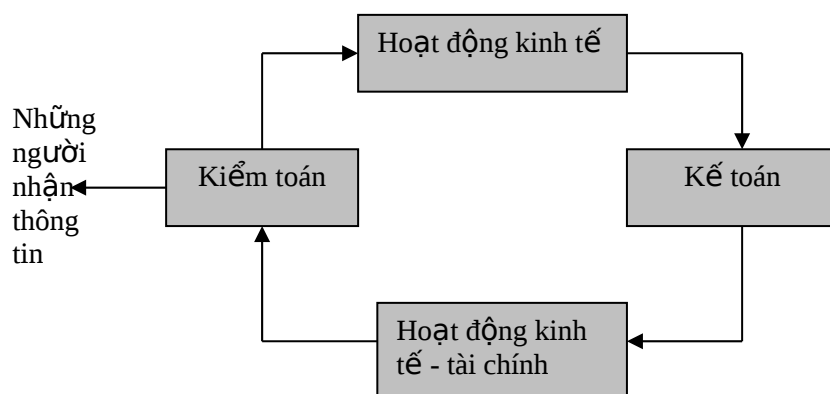 Hoạt động kinh tế
Những
người
nhận
thông
tin
Kiểm toán
Kế toán
Hoạt động kinh
tế - tài chính